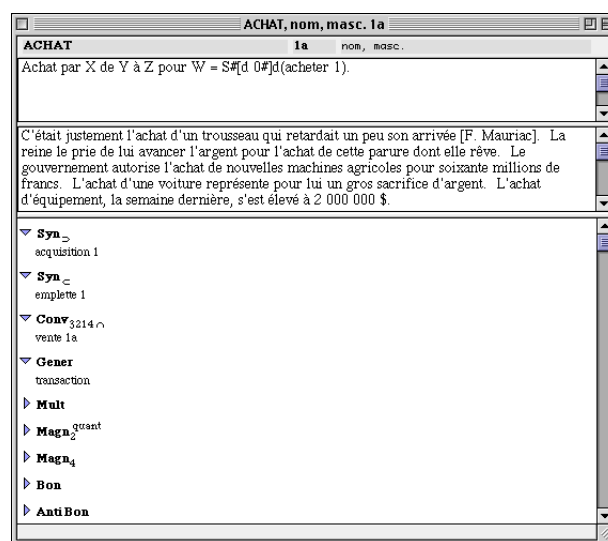 ACHAT, nom, masc. 1a
ACHAT 1a nom, masc.
Achat par X de Y à Z pour W = S#[d 0#]d(acheter 1).
C'était justement l'achat d'un trousseau qui retardait un peu son arrivée [F. Mauriac]. La
reine le prie de lui avancer l'argent pour l'achat de cette parure dont elle rêve. Le
gouvernement autorise l'achat de nouvelles machines agricoles pour soixante millions de
francs. L'achat d'une voiture représente pour lui un gros sacrifice d'argent. L'achat
d'équipement, la semaine dernière, s'est élevé à 2 000 000 $.
Syn⊃
acquisition 1
Syn⊂
emplette 1
Conv3214∩
vente 1a
Gener
transaction
Mult
Magn2quant
Magn4
Bon
AntiBon